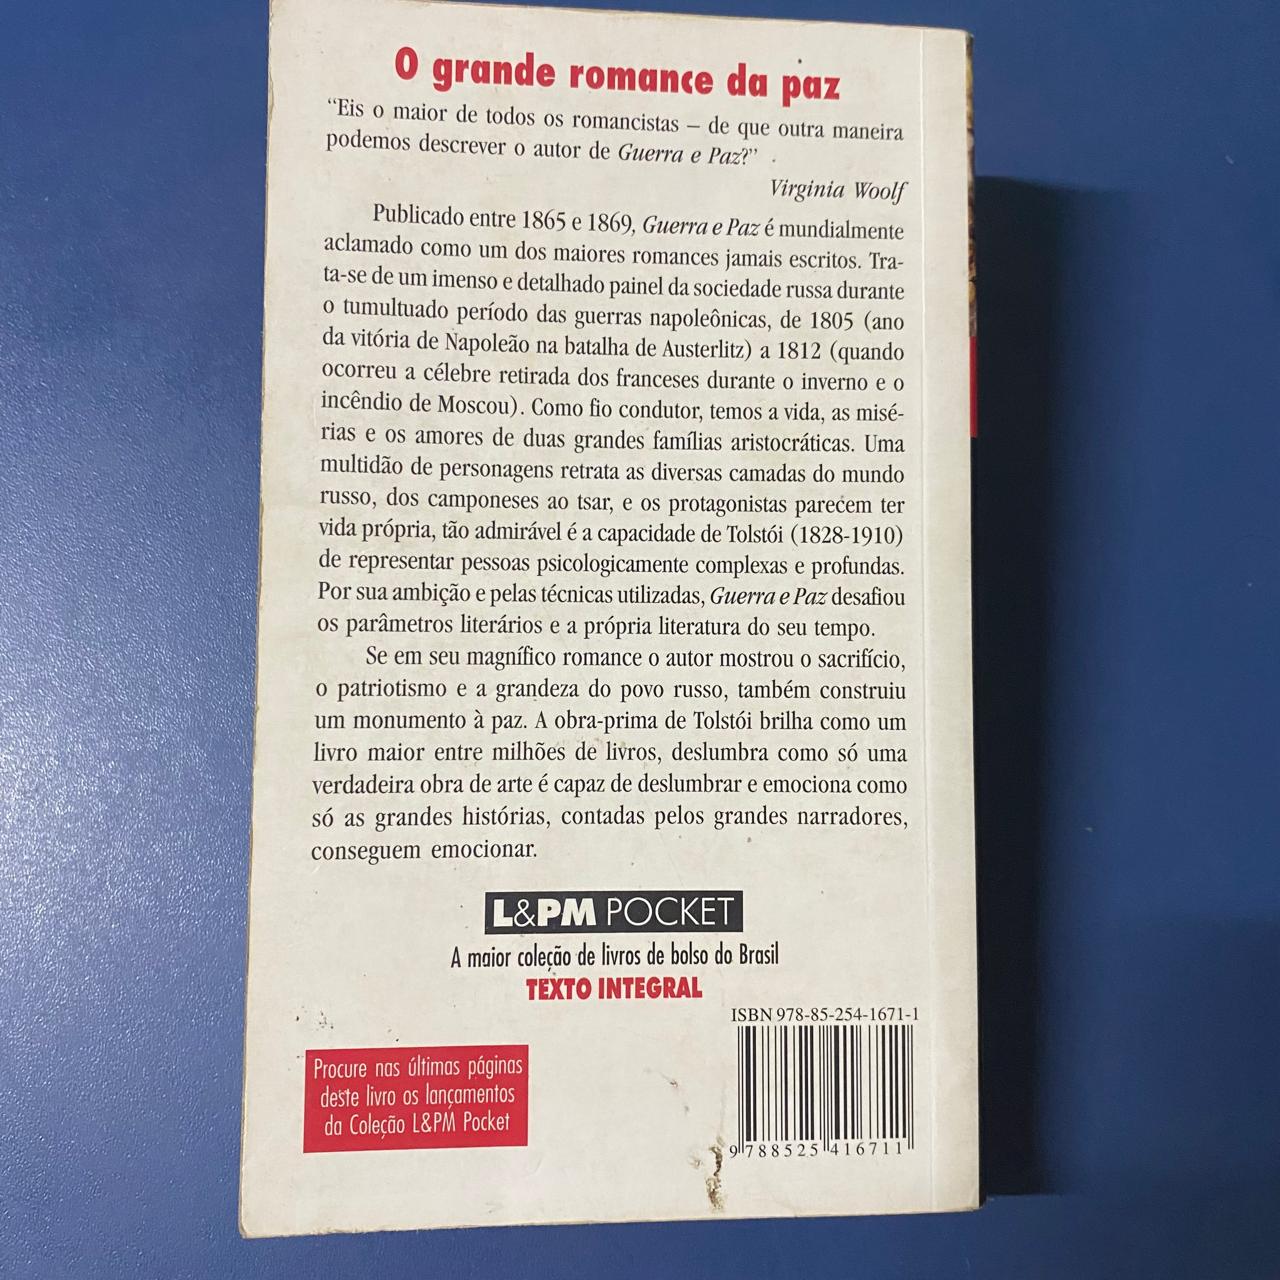 O grande romance da paz
“Eis o maior de todos os romancistas – de que outra maneira
podemos descrever o autor de Guerra e Paz?”
Virginia Woolf
Publicado entre 1865 e 1869, Guerra e Paz é mundialmente
aclamado como um dos maiores romances jamais escritos. Tra-
ta-se de um imenso e detalhado painel da sociedade russa durante
o tumultuado período das guerras napoleônicas, de 1805 (ano
da vitória de Napoleão na batalha de Austerlitz) a 1812 (quando
ocorreu a célebre retirada dos franceses durante o inverno e o
incêndio de Moscou). Como fio condutor, temos a vida, as misé-
rias e os amores de duas grandes famílias aristocráticas. Uma
multidão de personagens retrata as diversas camadas do mundo
russo, dos camponeses ao tsar, e os protagonistas parecem ter
vida própria, tão admirável é a capacidade de Tolstói (1828-1910)
de representar pessoas psicologicamente complexas e profundas.
Por sua ambição e pelas técnicas utilizadas, Guerra e Paz desafiou
os parâmetros literários e a própria literatura do seu tempo.
Se em seu magnífico romance o autor mostrou o sacrifício,
o patriotismo e a grandeza do povo russo, também construiu
um monumento à paz. A obra-prima de Tolstói brilha como um
livro maior entre milhões de livros, deslumbra como só uma
verdadeira obra de arte é capaz de deslumbrar e emociona como
só as grandes histórias, contadas pelos grandes narradores,
conseguem emocionar.
L&PM POCKET
A maior coleção de livros de bolso do Brasil
TEXTO INTEGRAL
ISBN 978-85-254-1671-1
Procure nas últimas páginas
deste livro os lançamentos
da Coleção L&PM Pocket
9 788525 416711